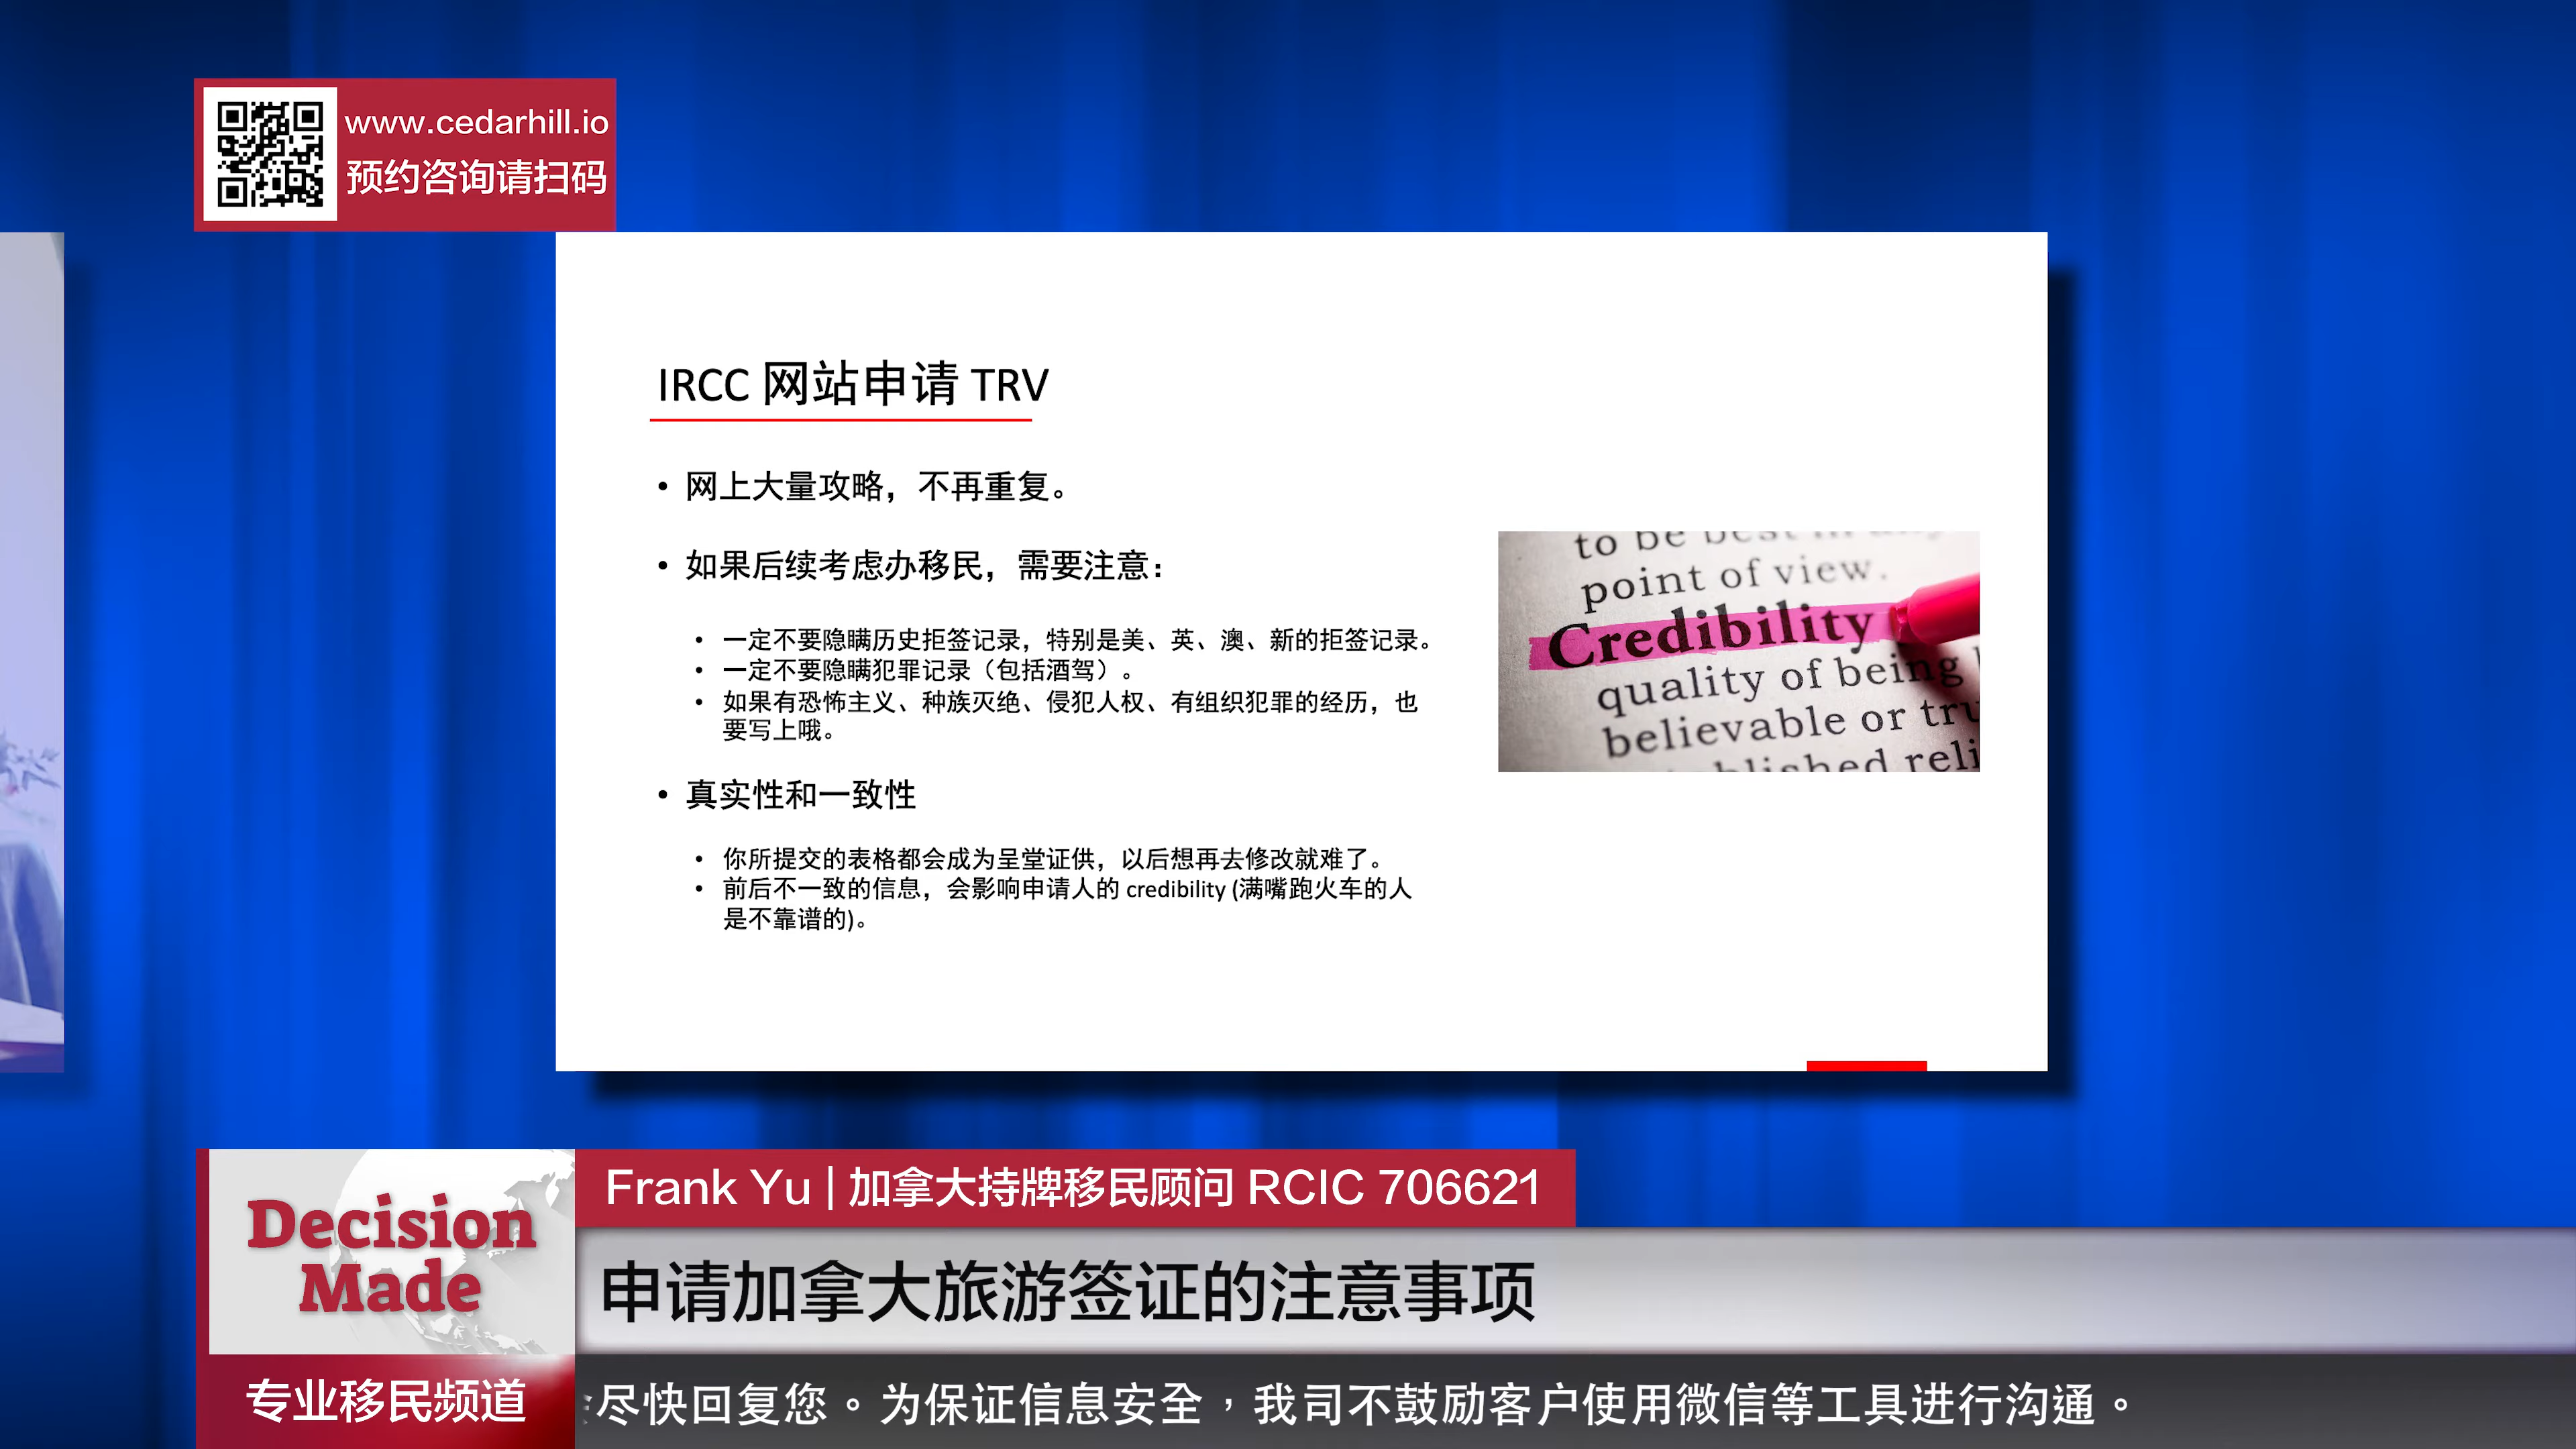 www.cedarhill.io
预约咨询请扫码
IRCC 网站申请 TRV
• 网上大量攻略，不再重复。
• 如果后续考虑办移民，需要注意：
• 一定不要隐瞒历史拒签记录，特别是美、英、澳、新的拒签记录。
• 一定不要隐瞒犯罪记录（包括酒驾）。
• 如果有恐怖主义、种族灭绝、侵犯人权、有组织犯罪的经历，也
要写上哦。
• 真实性和一致性
• 你所提交的表格都会成为呈堂证供，以后想再去修改就难了。
• 前后不一致的信息，会影响申请人的 credibility (满嘴跑火车的人
是不靠谱的)。
to be best in
point of view.
Credibility
quality of being
believable or
Frank Yu | 加拿大持牌移民顾问 RCIC 706621
Decision
Made
申请加拿大旅游签证的注意事项
专业移民频道
尽快回复您。为保证信息安全，我司不鼓励客户使用微信等工具进行沟通。